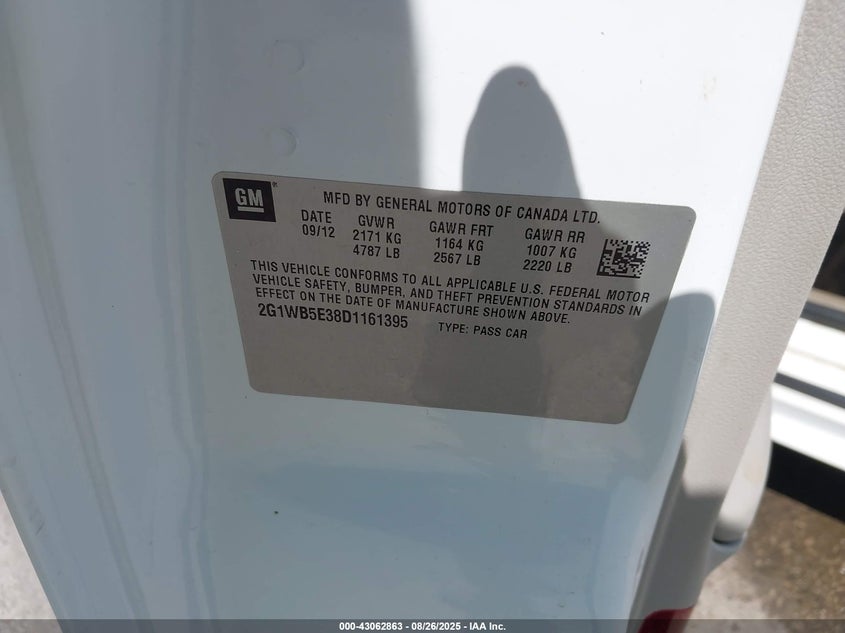 GM
MFD BY GENERAL MOTORS OF CANADA LTD.
DATE GVWR GAWR FRT GAWR RR
09/12 2171 KG 1164 KG 1007 KG
4787 LB 2567 LB 2220 LB
THIS VEHICLE CONFORMS TO ALL APPLICABLE U.S. FEDERAL MOTOR
VEHICLE SAFETY, BUMPER, AND THEFT PREVENTION STANDARDS IN
EFFECT ON THE DATE OF MANUFACTURE SHOWN ABOVE.
2G1WB5E38D1161395 TYPE: PASS CAR
000-43062863 - 08/26/2025 - IAA Inc.